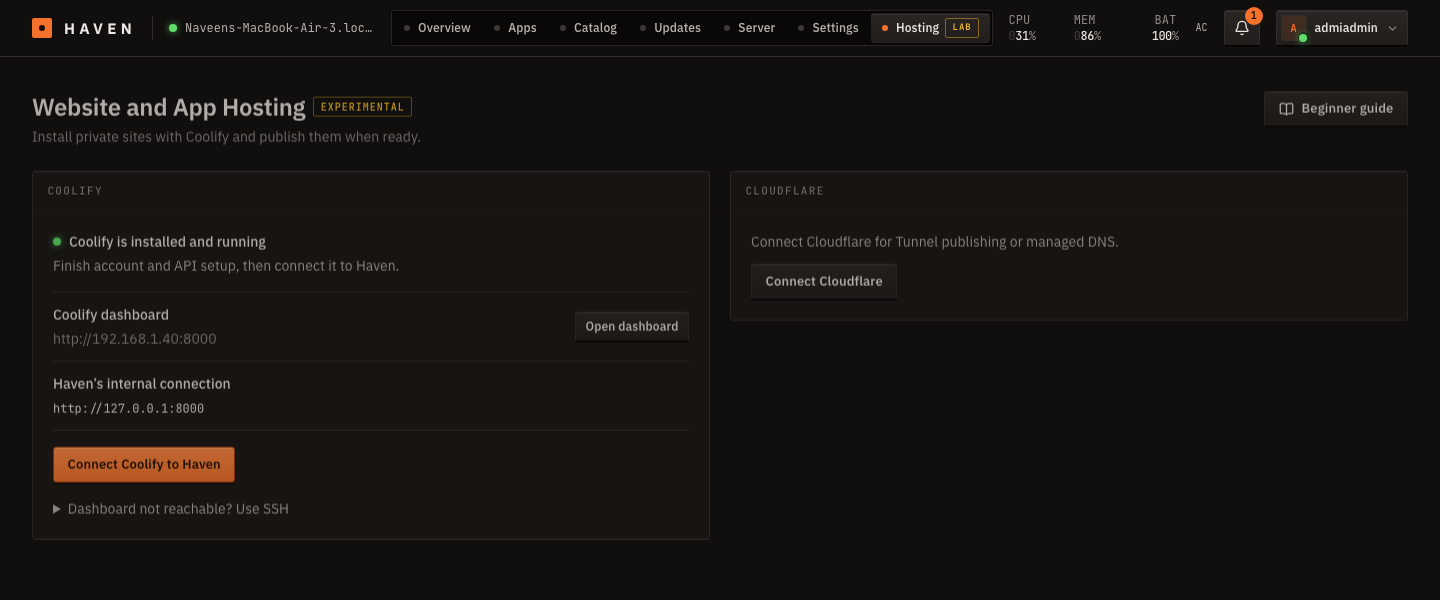 HAVEN
Naveens-MacBook-Air-3.loc…
Overview
Apps
Catalog
Updates
Server
Settings
Hosting LAB
CPU
031%
MEM
086%
BAT
100%
AC
1
A
admiadmin
Website and App Hosting EXPERIMENTAL
Install private sites with Coolify and publish them when ready.
Beginner guide
COOLIFY
Coolify is installed and running
Finish account and API setup, then connect it to Haven.
Coolify dashboard
http://192.168.1.40:8000
Open dashboard
Haven's internal connection
http://127.0.0.1:8000
Connect Coolify to Haven
Dashboard not reachable? Use SSH
CLOUDFLARE
Connect Cloudflare for Tunnel publishing or managed DNS.
Connect Cloudflare